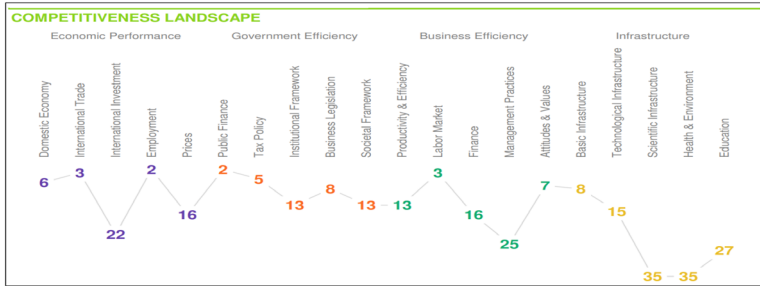 COMPETITIVENESS LANDSCAPE
Economic Performance
Government Efficiency
Business Efficiency
Infrastructure
Domestic Economy
International Trade
International Investment
Employment
Prices
Public Finance
Tax Policy
Institutional Framework
Business Legislation
Societal Framework
Productivity & Efficiency
Labor Market
Finance
Management Practices
Attitudes & Values
Basic Infrastructure
Technological Infrastructure
Scientific Infrastructure
Health & Environment
Education
6
3
22
2
16
2
5
13
8
13
13
3
16
25
7
8
15
35
35
27